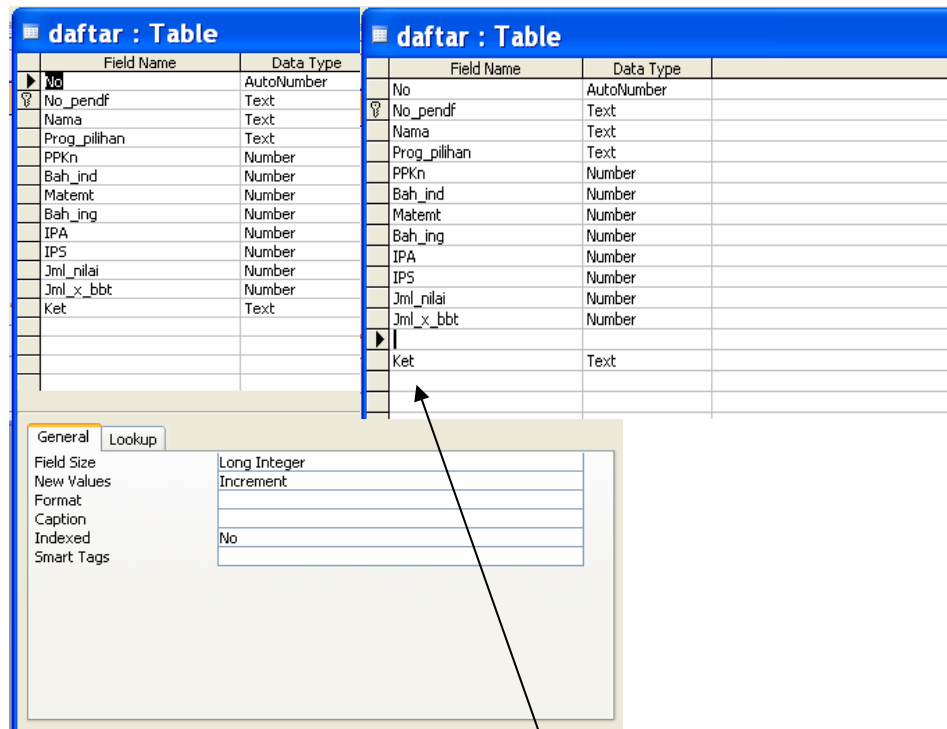 daftar : Table
Field Name Data Type
No AutoNumber
No_pendf Text
Nama Text
Prog_pilihan Text
PPKn Number
Bah_ind Number
Matemt Number
Bah_ing Number
IPA Number
IPS Number
Jml_nilai Number
Jml_x_bbt Number
Ket Text
daftar : Table
Field Name Data Type
No AutoNumber
No_pendf Text
Nama Text
Prog_pilihan Text
PPKn Number
Bah_ind Number
Matemt Number
Bah_ing Number
IPA Number
IPS Number
Jml_nilai Number
Jml_x_bbt Number
Ket Text
General Lookup
Field Size Long Integer
New Values Increment
Format
Caption
Indexed No
Smart Tags